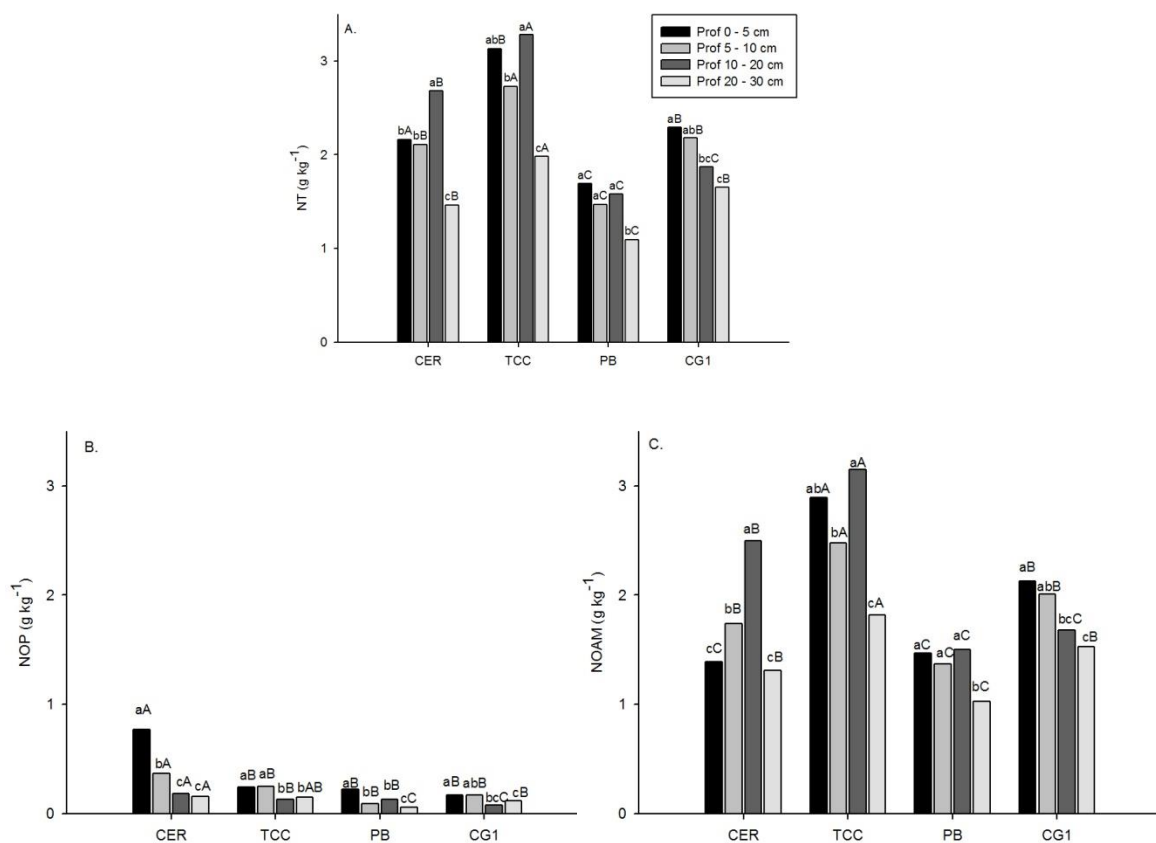 A.
Prof 0 - 5 cm
Prof 5 - 10 cm
Prof 10 - 20 cm
Prof 20 - 30 cm
NT (g kg⁻¹)
3
2
1
0
bA bB aB cB
abB bA aA cA
aC aC aC bC
aB abB bcC cB
CER TCC PB CG1
B.
NOP (g kg⁻¹)
3
2
1
0
aA bA cA cA
aB aB bB bAB
aB bB bB cC
aB abB bcC cB
CER TCC PB CG1
C.
NOAM (g kg⁻¹)
3
2
1
0
cC bB aB cB
abA bA aA cA
aC aC aC bC
aB abB bcC cB
CER TCC PB CG1